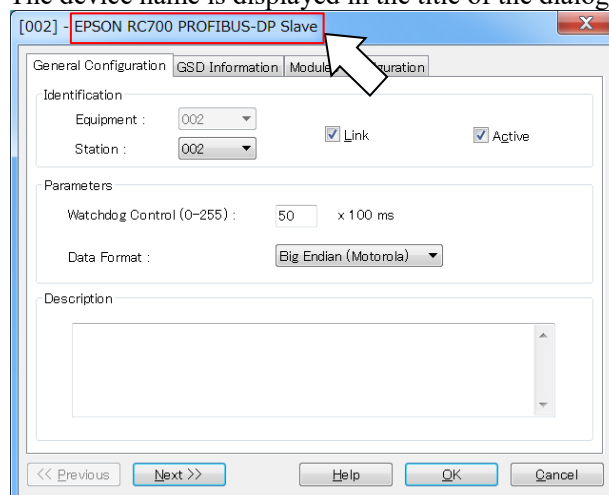 The device name is displayed in the title of the dialog
[002] - EPSON RC700 PROFIBUS-DP Slave
General Configuration GSD Information
Identification
Equipment : 002
Link
Active
Station : 002
Parameters
Watchdog Control (0-255) : 50 x 100 ms
Data Format : Big Endian (Motorola)
Description
<< Previous Next >> Help OK Cancel